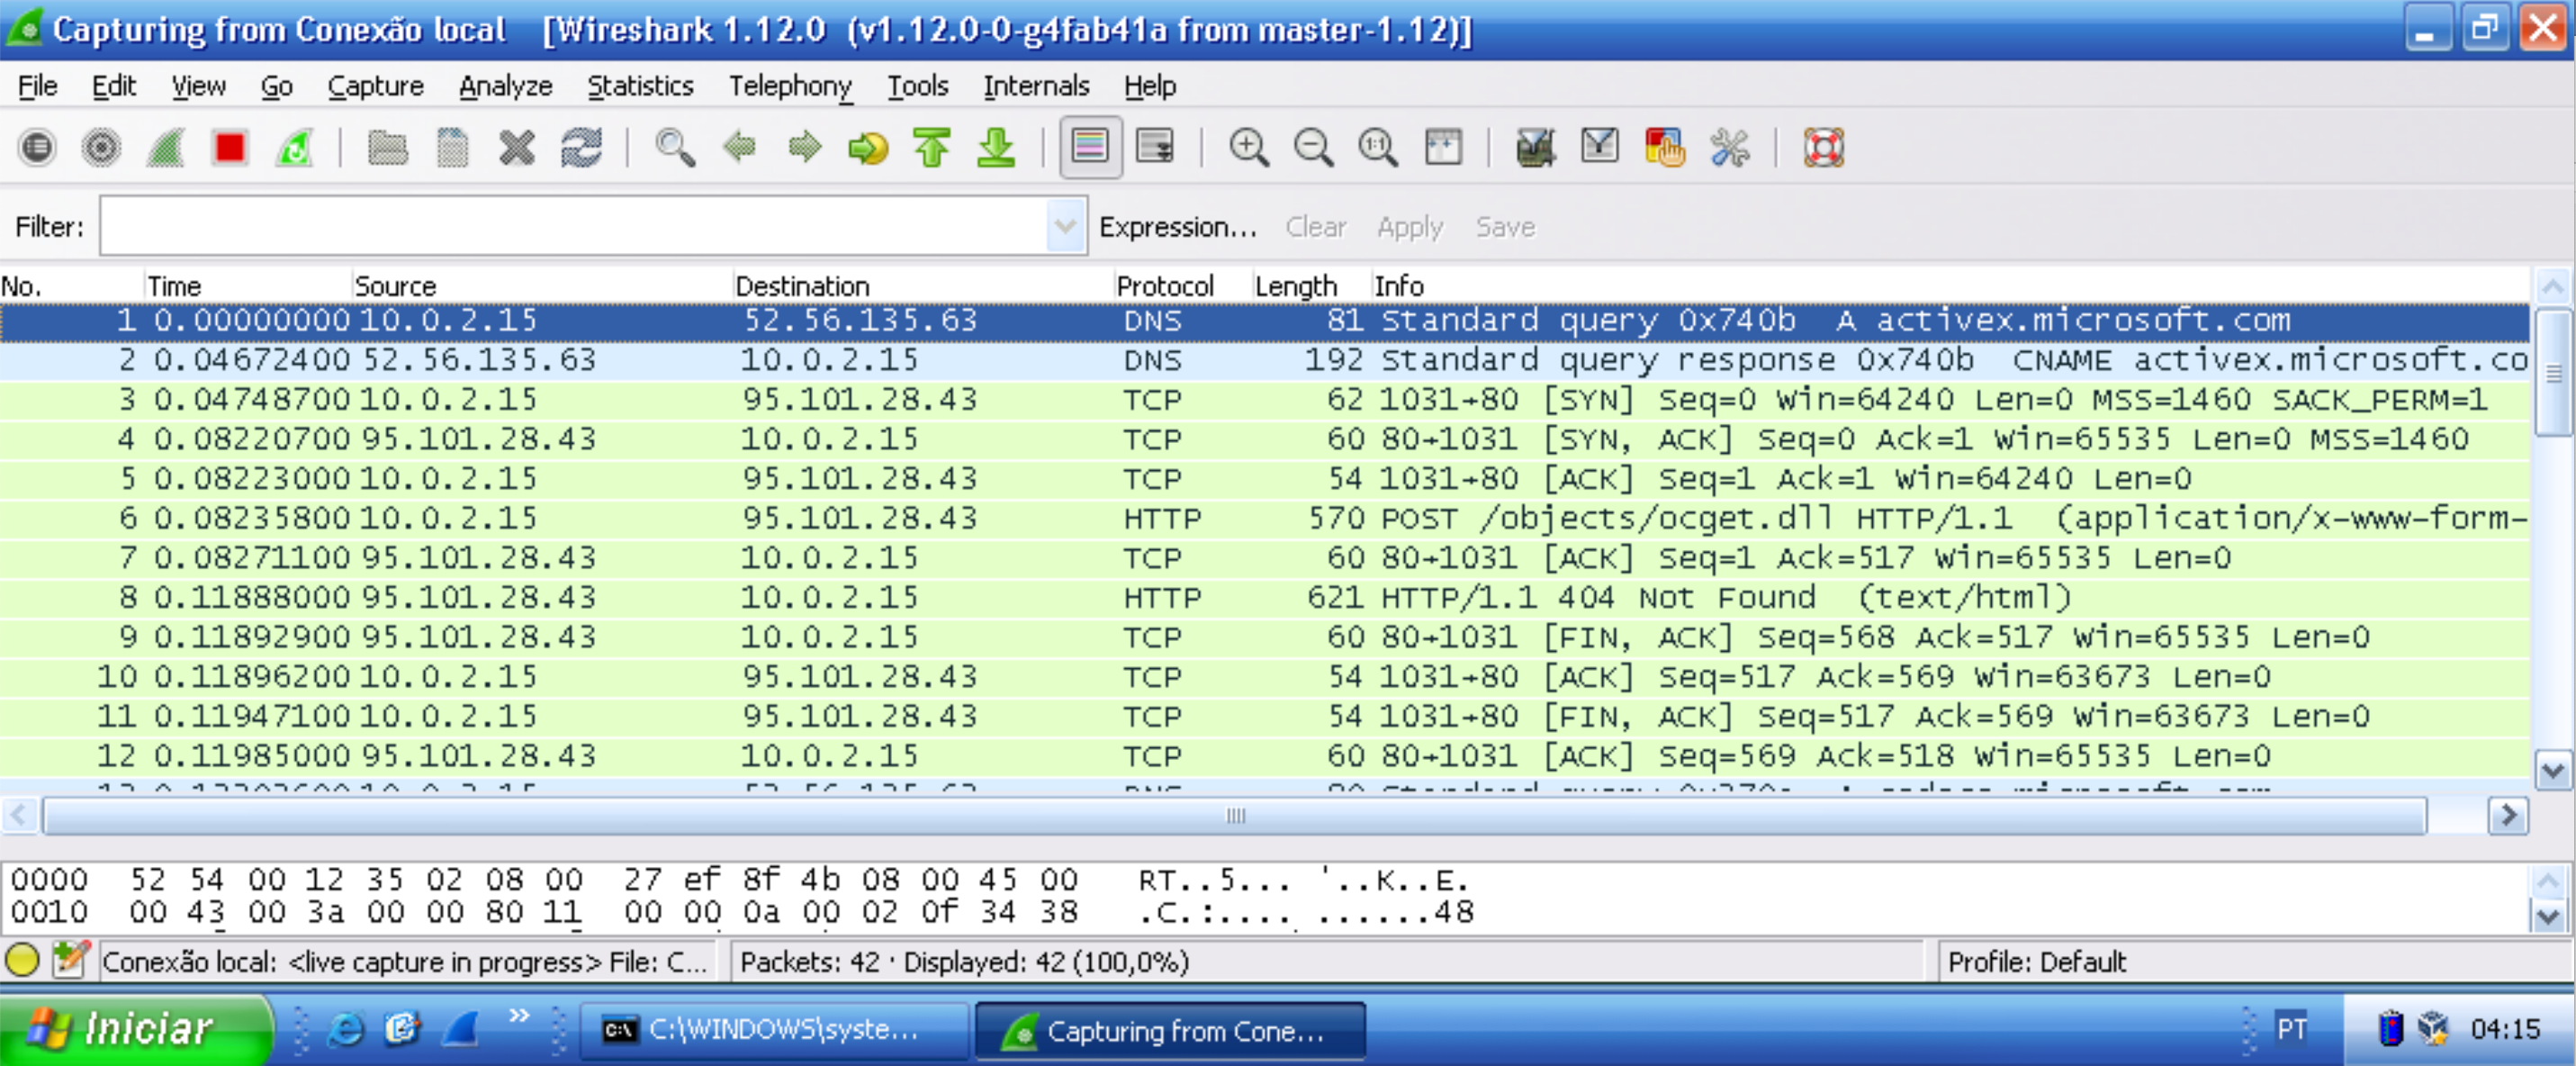 Capturing from Conexão local [Wireshark 1.12.0 (v1.12.0-0-g4fab41a from master-1.12)]
File Edit View Go Capture Analyze Statistics Telephony Tools Internals Help
Filter: Expression... Clear Apply Save
No. Time Source Destination Protocol Length Info
1 0.00000000 10.0.2.15 52.56.135.63 DNS 81 Standard query 0x740b A activex.microsoft.com
2 0.04672400 52.56.135.63 10.0.2.15 DNS 192 Standard query response 0x740b CNAME activex.microsoft.co
3 0.04748700 10.0.2.15 95.101.28.43 TCP 62 1031→80 [SYN] Seq=0 Win=64240 Len=0 MSS=1460 SACK_PERM=1
4 0.08220700 95.101.28.43 10.0.2.15 TCP 60 80→1031 [SYN, ACK] Seq=0 Ack=1 Win=65535 Len=0 MSS=1460
5 0.08223000 10.0.2.15 95.101.28.43 TCP 54 1031→80 [ACK] Seq=1 Ack=1 Win=64240 Len=0
6 0.08235800 10.0.2.15 95.101.28.43 HTTP 570 POST /objects/ocget.dll HTTP/1.1 (application/x-www-form-
7 0.08271100 95.101.28.43 10.0.2.15 TCP 60 80→1031 [ACK] Seq=1 Ack=517 Win=65535 Len=0
8 0.11888000 95.101.28.43 10.0.2.15 HTTP 621 HTTP/1.1 404 Not Found (text/html)
9 0.11892900 95.101.28.43 10.0.2.15 TCP 60 80→1031 [FIN, ACK] Seq=568 Ack=517 Win=65535 Len=0
10 0.11896200 10.0.2.15 95.101.28.43 TCP 54 1031→80 [ACK] Seq=517 Ack=569 Win=63673 Len=0
11 0.11947100 10.0.2.15 95.101.28.43 TCP 54 1031→80 [FIN, ACK] Seq=517 Ack=569 Win=63673 Len=0
12 0.11985000 95.101.28.43 10.0.2.15 TCP 60 80→1031 [ACK] Seq=569 Ack=518 Win=65535 Len=0
0000 52 54 00 12 35 02 08 00 27 ef 8f 4b 08 00 45 00 RT..5... '..K..E.
0010 00 43 00 3a 00 00 80 11 00 00 0a 00 02 0f 34 38 .C.:.... ......48
Conexão local: <live capture in progress> File: C... Packets: 42 · Displayed: 42 (100,0%) Profile: Default
Iniciar » C:\WINDOWS\syste... Capturing from Cone... PT 04:15